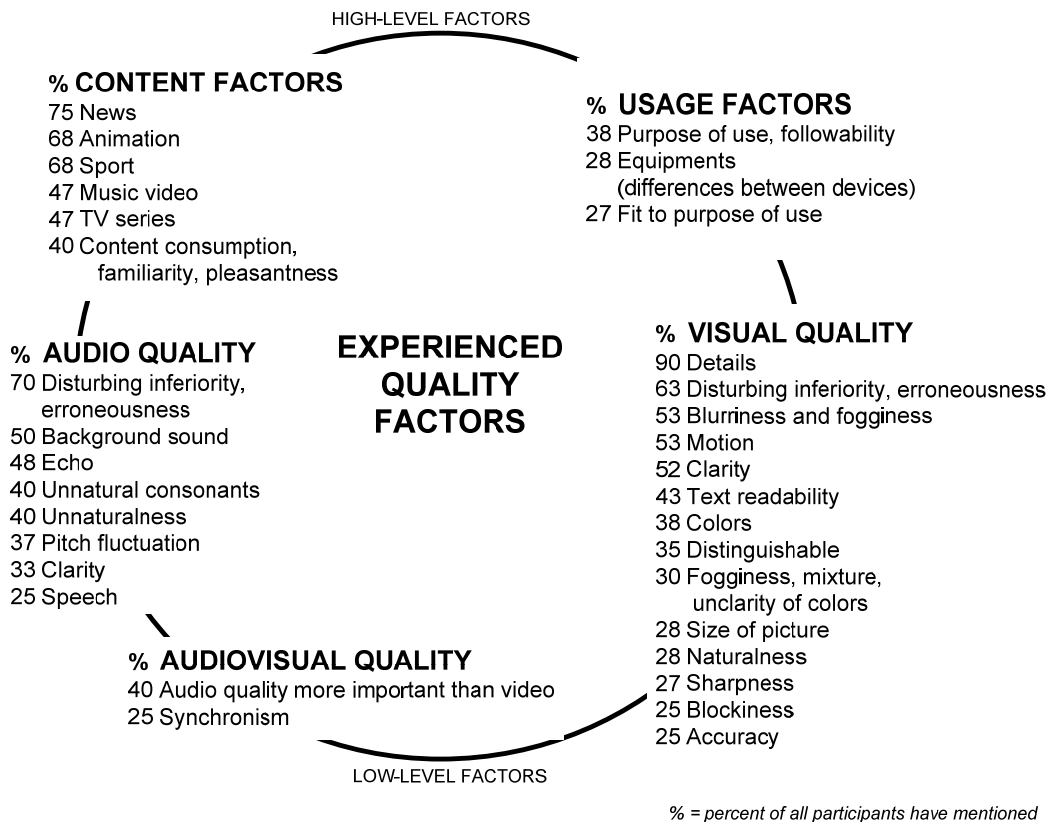 HIGH-LEVEL FACTORS
% CONTENT FACTORS
75 News
68 Animation
68 Sport
47 Music video
47 TV series
40 Content consumption,
familiarity, pleasantness
% USAGE FACTORS
38 Purpose of use, followability
28 Equipments
(differences between devices)
27 Fit to purpose of use
% AUDIO QUALITY
70 Disturbing inferiority,
erroneousness
50 Background sound
48 Echo
40 Unnatural consonants
40 Unnaturalness
37 Pitch fluctuation
33 Clarity
25 Speech
EXPERIENCED
QUALITY
FACTORS
% VISUAL QUALITY
90 Details
63 Disturbing inferiority, erroneousness
53 Blurriness and fogginess
53 Motion
52 Clarity
43 Text readability
38 Colors
35 Distinguishable
30 Fogginess, mixture,
unclarity of colors
28 Size of picture
28 Naturalness
27 Sharpness
25 Blockiness
25 Accuracy
% AUDIOVISUAL QUALITY
40 Audio quality more important than video
25 Synchronism
LOW-LEVEL FACTORS
% = percent of all participants have mentioned